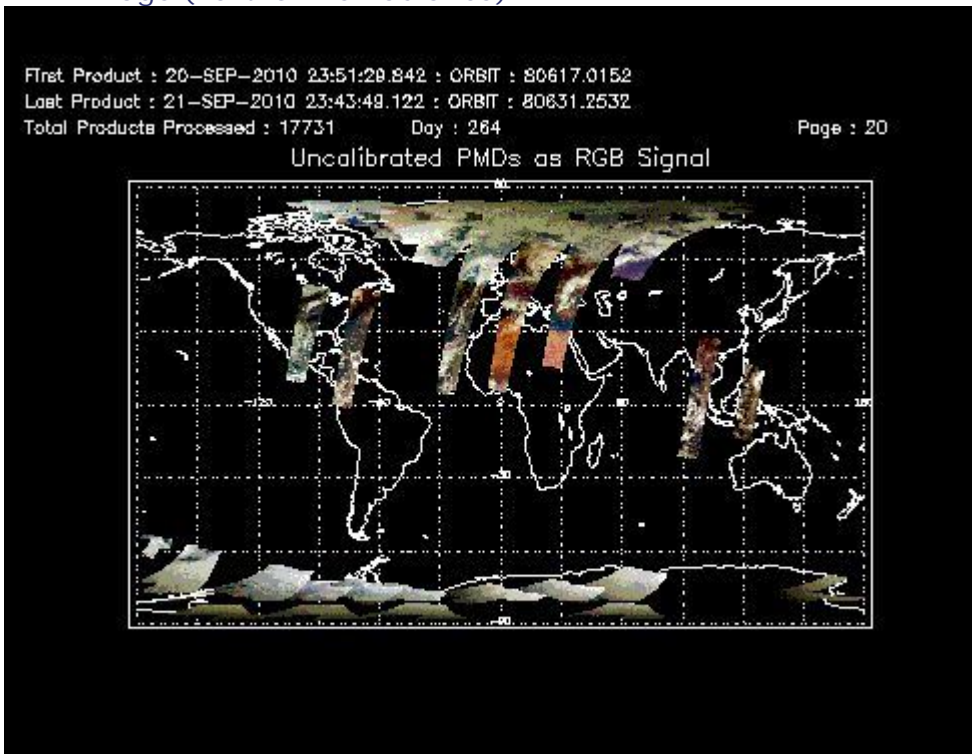 First Product : 20-SEP-2010 23:51:29.842 : ORBIT : 80617.0152
Last Product : 21-SEP-2010 23:43:49.122 : ORBIT : 80631.2532
Total Products Processed : 17731 Day : 264 Page : 20
Uncalibrated PMDs as RGB Signal